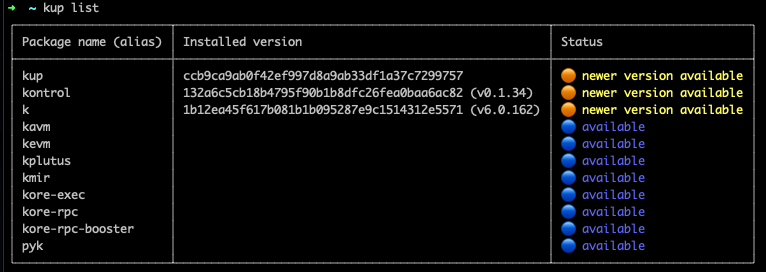 → ~ kup list
Package name (alias) Installed version Status
kup ccb9ca9ab0f42ef997d8a9ab33df1a37c7299757 newer version available
kontrol 132a6c5cb18b4795f90b1b8dfc26fea0baa6ac82 (v0.1.34) newer version available
k 1b12ea45f617b081b1b095287e9c1514312e5571 (v6.0.162) newer version available
kavm available
kevm available
kplutus available
kmir available
kore-exec available
kore-rpc available
kore-rpc-booster available
pyk available